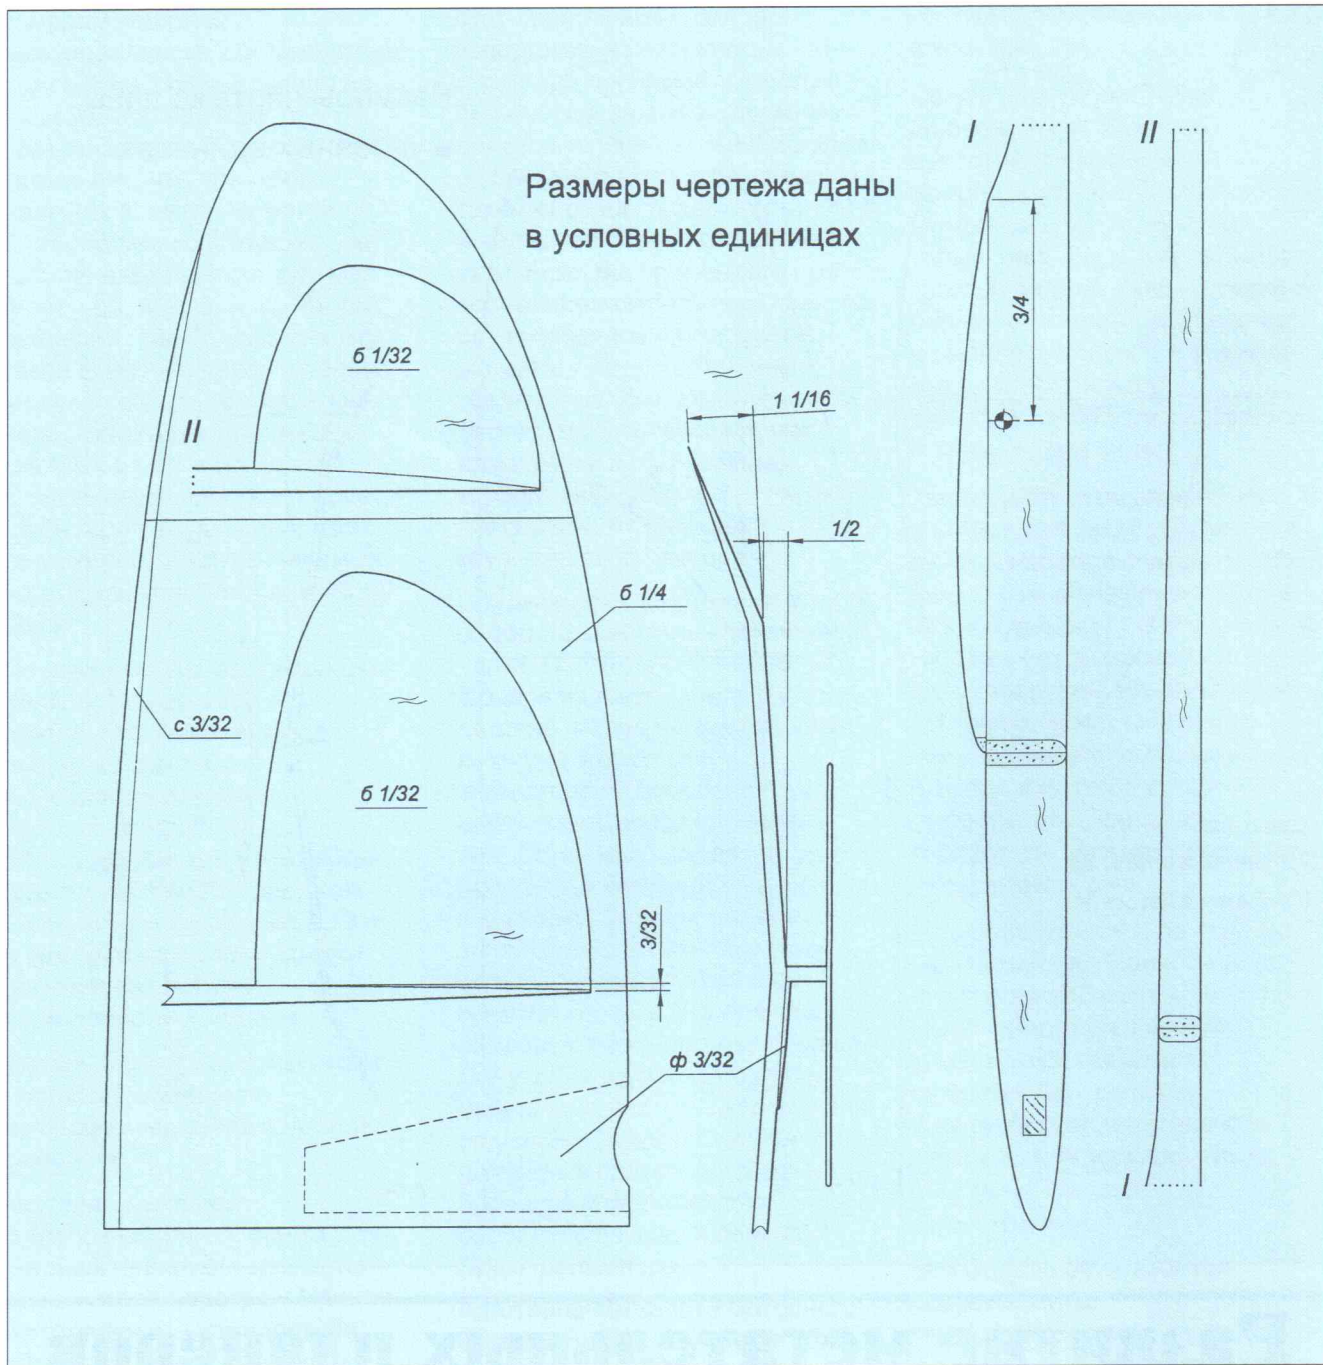 Размеры чертежа даны
в условных единицах
I
II
3/4
б 1/32
II
1 1/16
1/2
б 1/4
с 3/32
б 1/32
3/32
ф 3/32
I